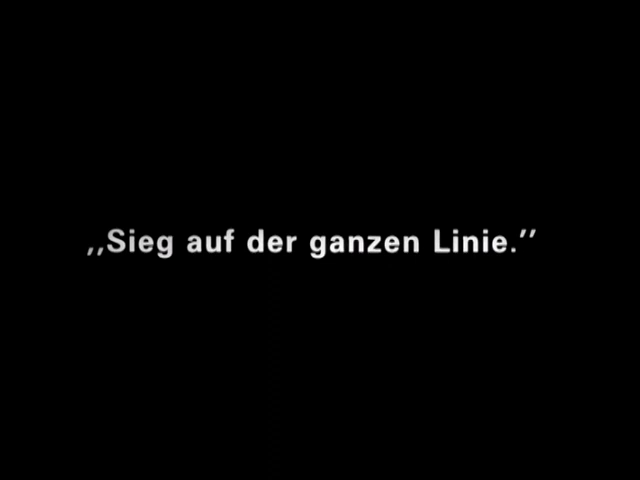 ,,Sieg auf der ganzen Linie.’’